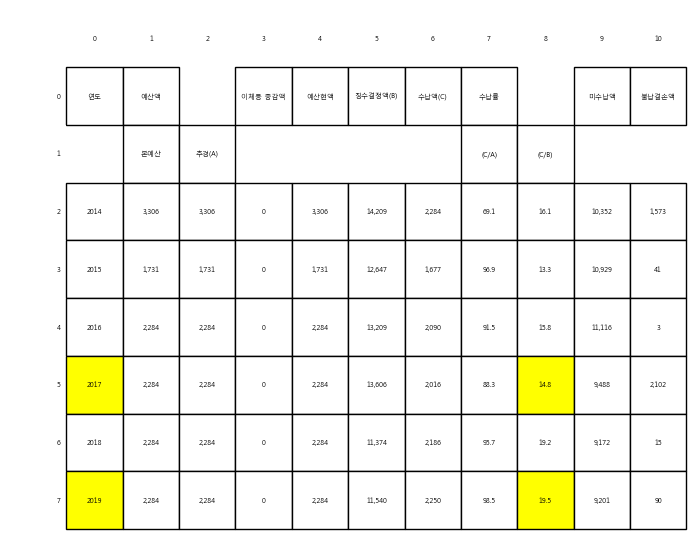 0 1 2 3 4 5 6 7 8 9 10
0 연도 예산액 이체등 증감액 예산현액 징수결정액(B) 수납액(C) 수납률 미수납액 불납결손액
1 본예산 추경(A) (C/A) (C/B)
2 2014 3,306 3,306 0 3,306 14,209 2,284 69.1 16.1 10,352 1,573
3 2015 1,731 1,731 0 1,731 12,647 1,677 96.9 13.3 10,929 41
4 2016 2,284 2,284 0 2,284 13,209 2,090 91.5 15.8 11,116 3
5 2017 2,284 2,284 0 2,284 13,606 2,016 88.3 14.8 9,488 2,102
6 2018 2,284 2,284 0 2,284 11,374 2,186 95.7 19.2 9,172 15
7 2019 2,284 2,284 0 2,284 11,540 2,250 98.5 19.5 9,201 90